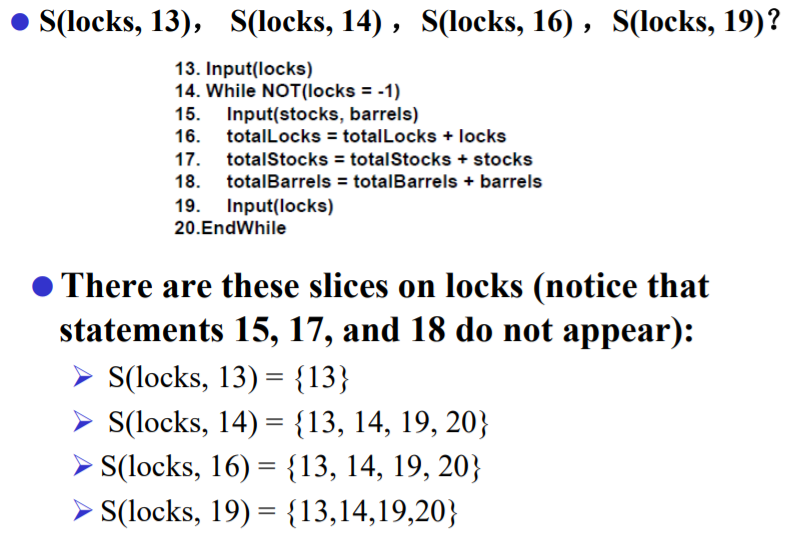 ● S(locks, 13), S(locks, 14) , S(locks, 16) , S(locks, 19)?
13. Input(locks)
14. While NOT(locks = -1)
15. Input(stocks, barrels)
16. totalLocks = totalLocks + locks
17. totalStocks = totalStocks + stocks
18. totalBarrels = totalBarrels + barrels
19. Input(locks)
20.EndWhile
● There are these slices on locks (notice that
statements 15, 17, and 18 do not appear):
➢ S(locks, 13) = {13}
➢ S(locks, 14) = {13, 14, 19, 20}
➢ S(locks, 16) = {13, 14, 19, 20}
➢ S(locks, 19) = {13,14,19,20}